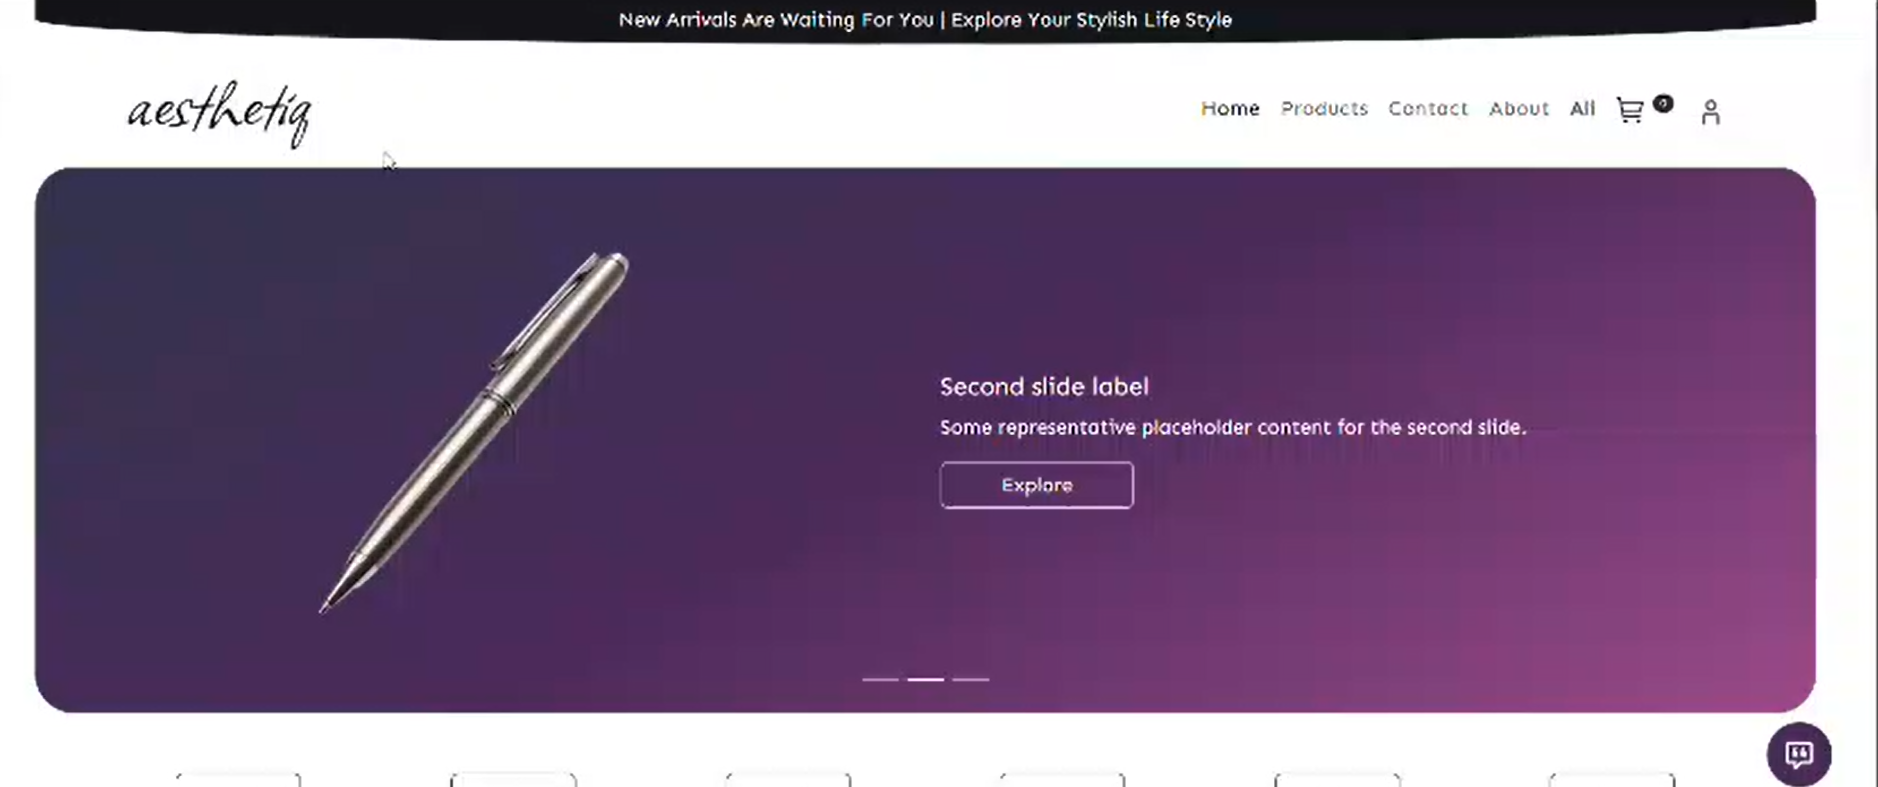 New Arrivals Are Waiting For You | Explore Your Stylish Life Style
aesthetiq
Home Products Contact About All 0
Second slide label
Some representative placeholder content for the second slide.
Explore